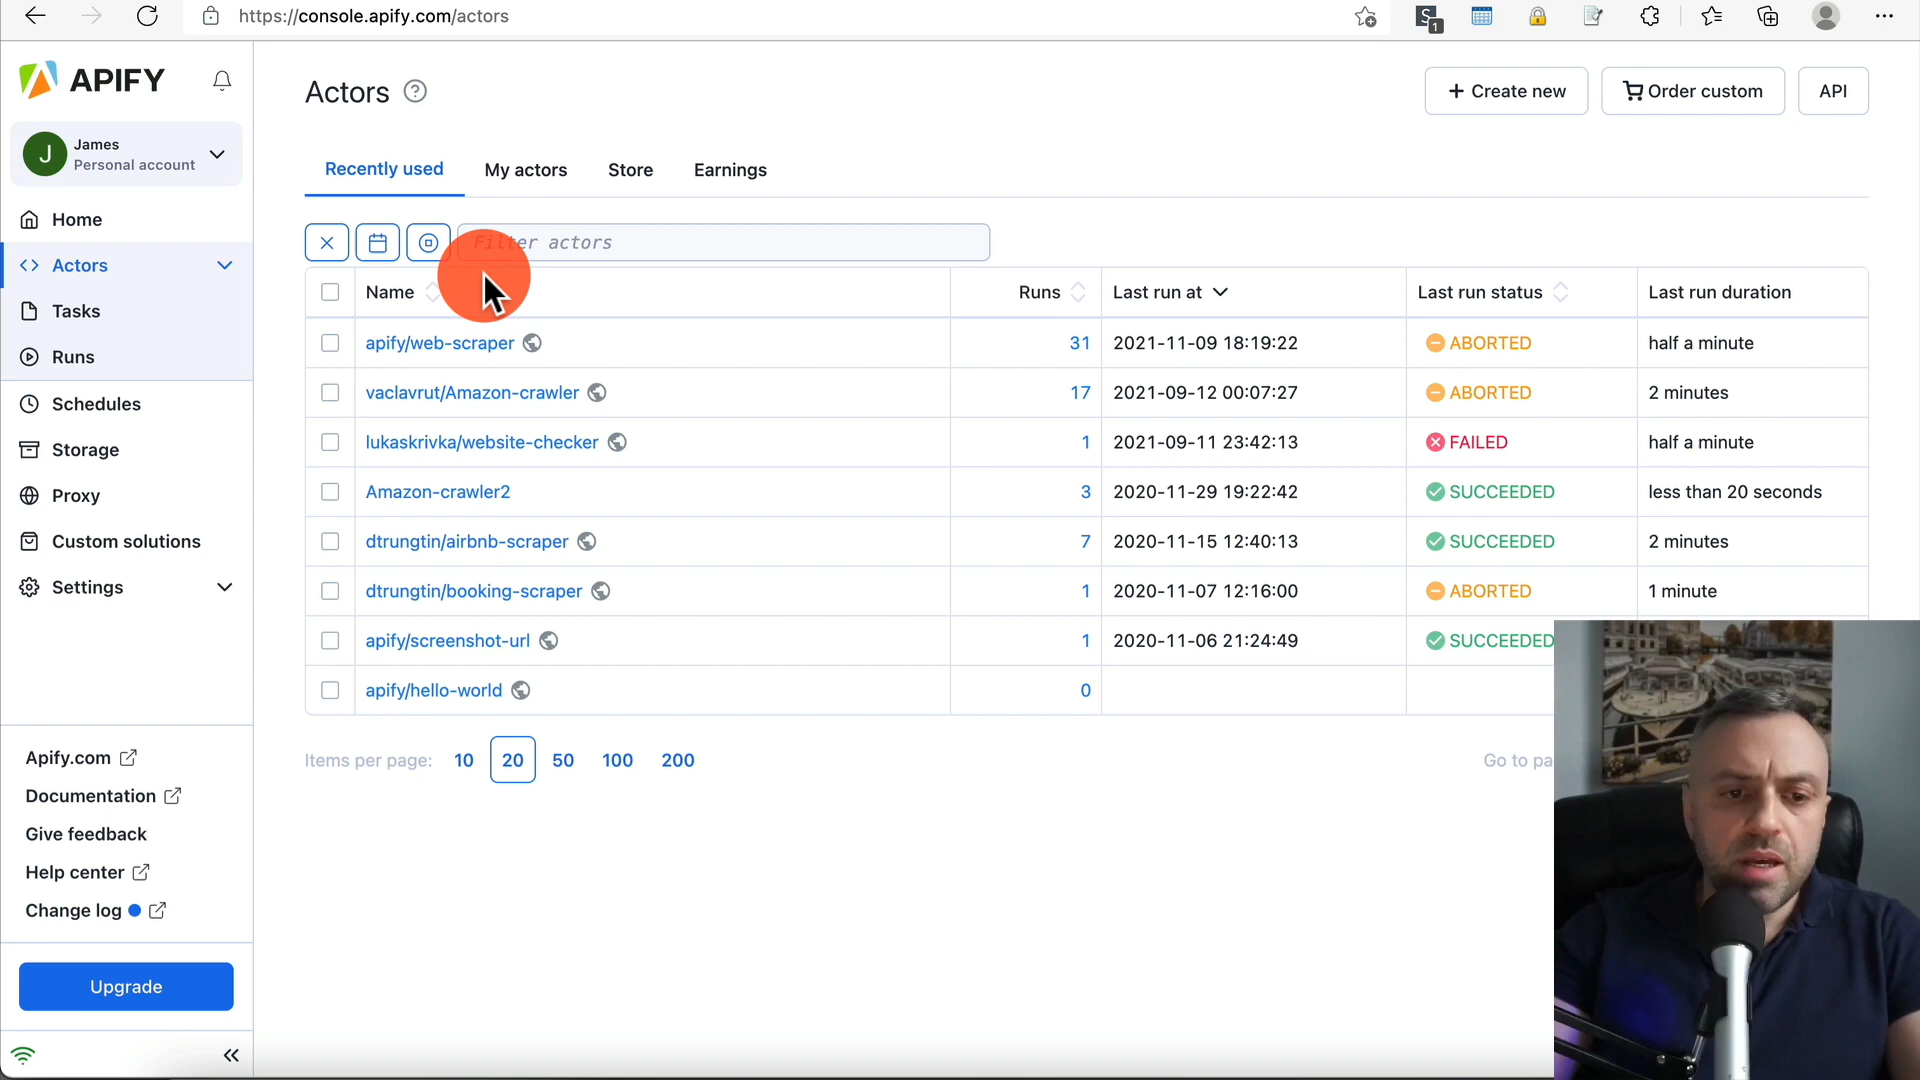 https://console.apify.com/actors
1
APIFY
J
James
Personal account
Home
Actors
Tasks
Runs
Schedules
Storage
Proxy
Custom solutions
Settings
Apify.com
Documentation
Give feedback
Help center
Change log
Upgrade
Actors
Create new
Order custom
API
Recently used
My actors
Store
Earnings
Filter actors
Name Runs Last run at Last run status Last run duration
apify/web-scraper 31 2021-11-09 18:19:22 ABORTED half a minute
vaclavrut/Amazon-crawler 17 2021-09-12 00:07:27 ABORTED 2 minutes
lukaskrivka/website-checker 1 2021-09-11 23:42:13 FAILED half a minute
Amazon-crawler2 3 2020-11-29 19:22:42 SUCCEEDED less than 20 seconds
dtrungtin/airbnb-scraper 7 2020-11-15 12:40:13 SUCCEEDED 2 minutes
dtrungtin/booking-scraper 1 2020-11-07 12:16:00 ABORTED 1 minute
apify/screenshot-url 1 2020-11-06 21:24:49 SUCCEEDED
apify/hello-world 0
Items per page: 10 20 50 100 200
Go to pa